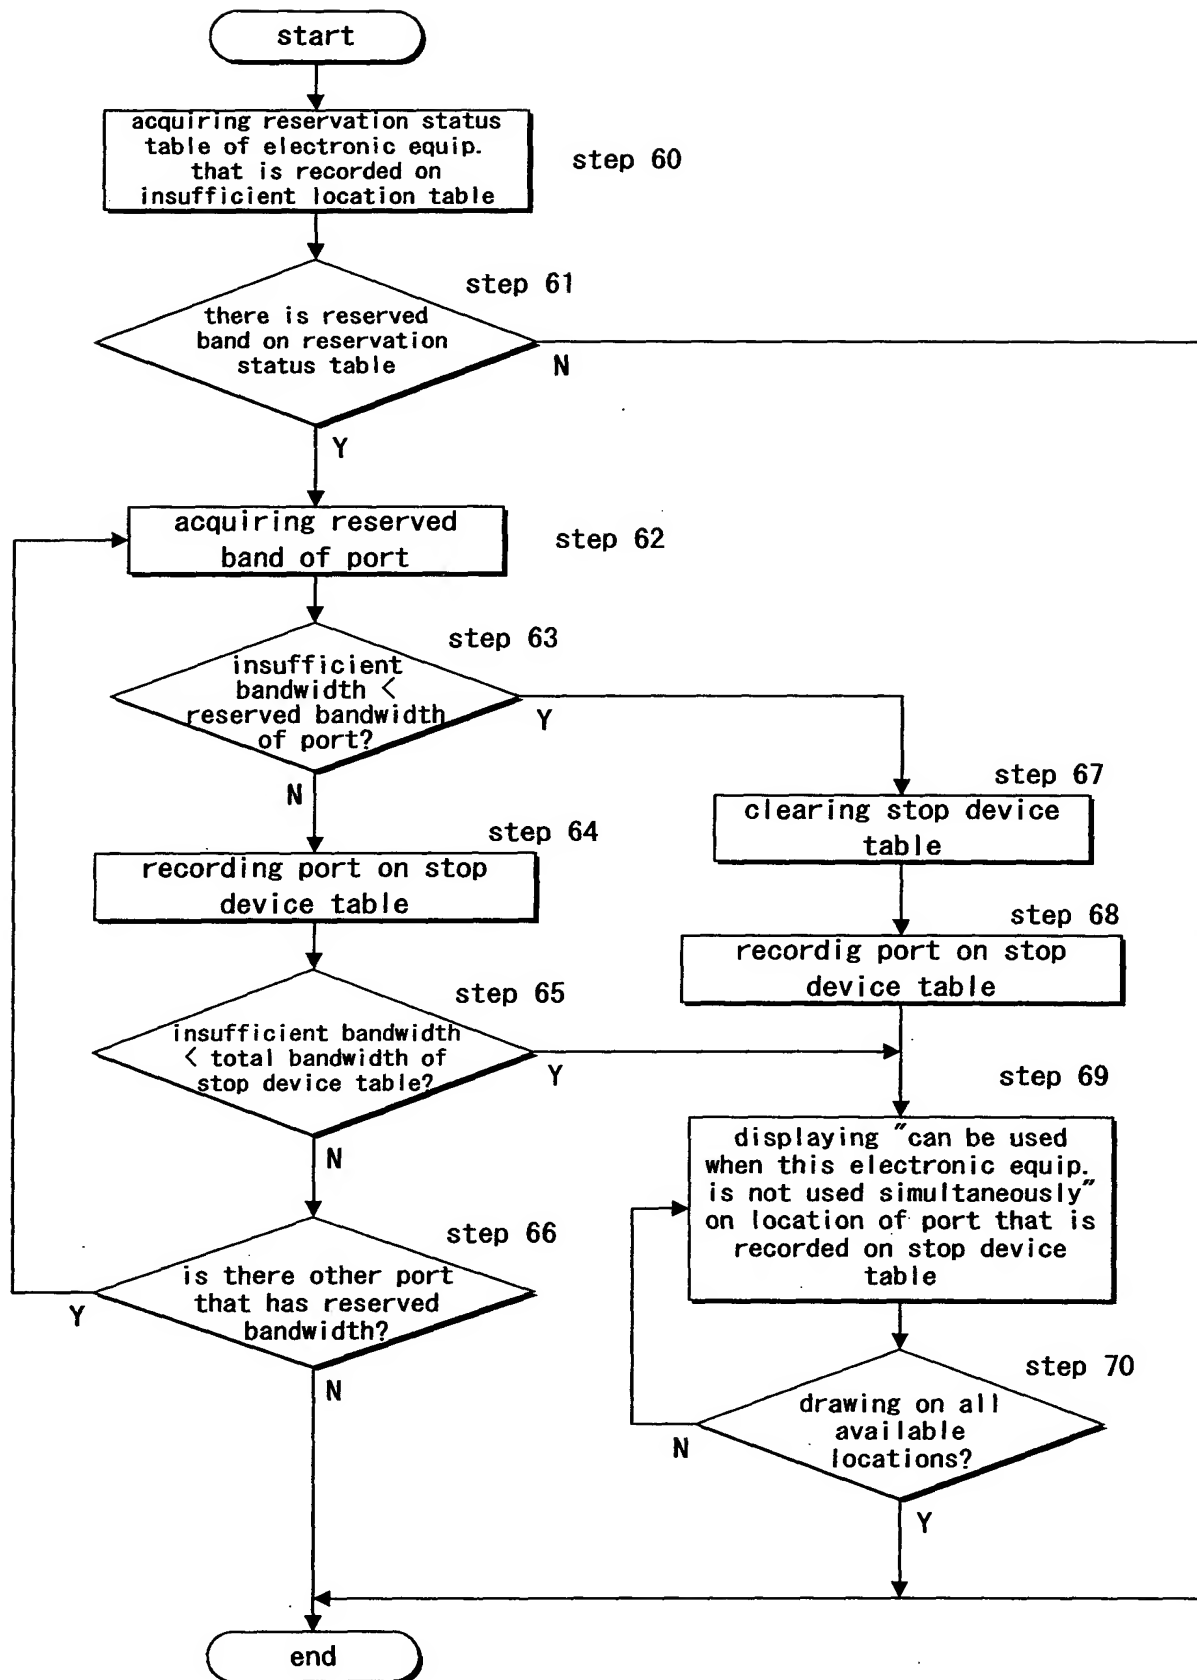 start
acquiring reservation status
table of electronic equip.
that is recorded on
insufficient location table
step 60
step 61
there is reserved
band on reservation
status table
N
Y
acquiring reserved
band of port
step 62
step 63
insufficient
bandwidth <
reserved bandwidth
of port?
Y
N
step 67
clearing stop device
table
step 64
recording port on stop
device table
step 68
recordig port on stop
device table
step 65
insufficient bandwidth
< total bandwidth of
stop device table?
Y
N
step 69
displaying "can be used
when this electronic equip.
is not used simultaneously"
on location of port that is
recorded on stop device
table
step 66
is there other port
that has reserved
bandwidth?
Y
N
step 70
drawing on all
available
locations?
N
Y
end